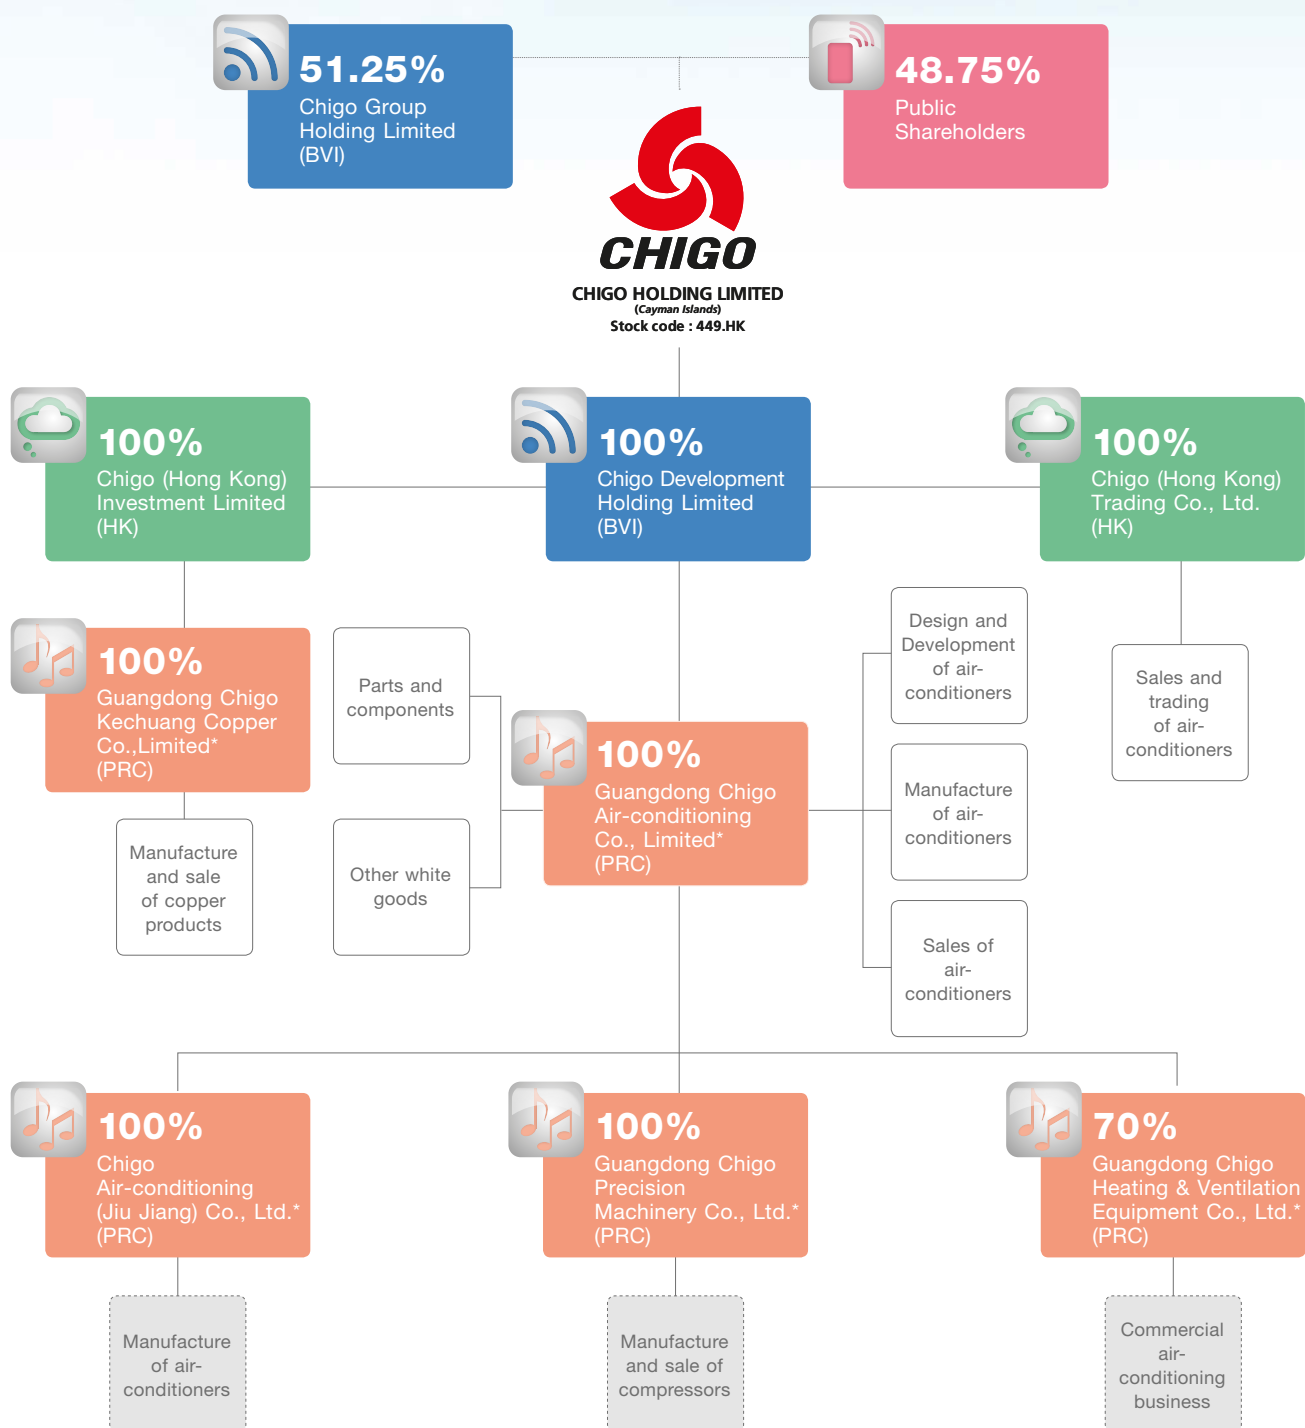 51.25%
Chigo Group
Holding Limited
(BVI)
48.75%
Public
Shareholders
CHIGO
CHIGO HOLDING LIMITED
(Cayman Islands)
Stock code : 449.HK
100%
Chigo (Hong Kong)
Investment Limited
(HK)
100%
Chigo Development
Holding Limited
(BVI)
100%
Chigo (Hong Kong)
Trading Co., Ltd.
(HK)
100%
Guangdong Chigo
Kechuang Copper
Co.,Limited*
(PRC)
Manufacture
and sale
of copper
products
Parts and
components
Other white
goods
100%
Guangdong Chigo
Air-conditioning
Co., Limited*
(PRC)
Design and
Development
of air-
conditioners
Manufacture
of air-
conditioners
Sales of
air-
conditioners
Sales and
trading
of air-
conditioners
100%
Chigo
Air-conditioning
(Jiu Jiang) Co., Ltd.*
(PRC)
100%
Guangdong Chigo
Precision
Machinery Co., Ltd.*
(PRC)
70%
Guangdong Chigo
Heating & Ventilation
Equipment Co., Ltd.*
(PRC)
Manufacture
of air-
conditioners
Manufacture
and sale of
compressors
Commercial
air-
conditioning
business